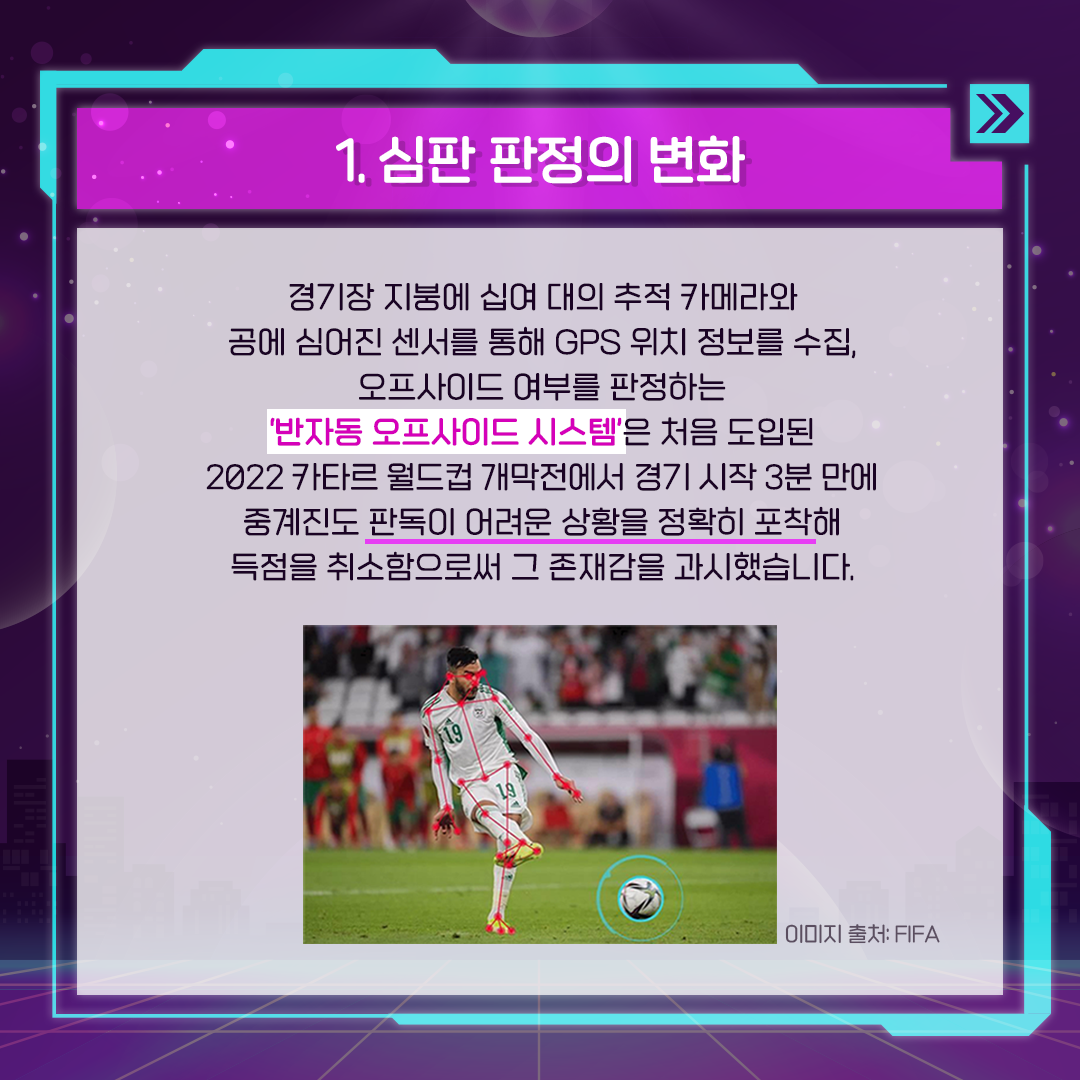 1. 심판 판정의 변화
경기장 지붕에 십여 대의 추적 카메라와
공에 심어진 센서를 통해 GPS 위치 정보를 수집,
오프사이드 여부를 판정하는
'반자동 오프사이드 시스템'은 처음 도입된
2022 카타르 월드컵 개막전에서 경기 시작 3분 만에
중계진도 판독이 어려운 상황을 정확히 포착해
득점을 취소함으로써 그 존재감을 과시했습니다.
19
19
이미지 출처: FIFA